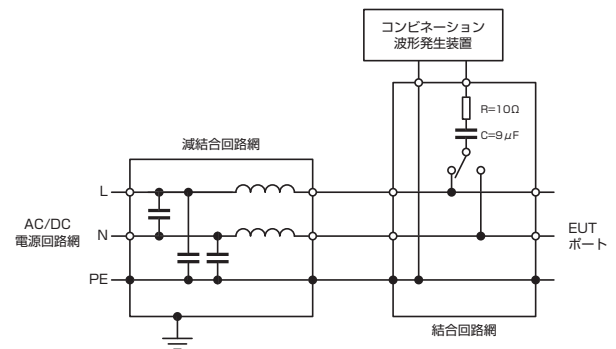 コンビネーション
波形発生装置
R=10Ω
C=9μF
減結合回路網
L
AC/DC
電源回路網
N
EUT
ポート
PE
結合回路網